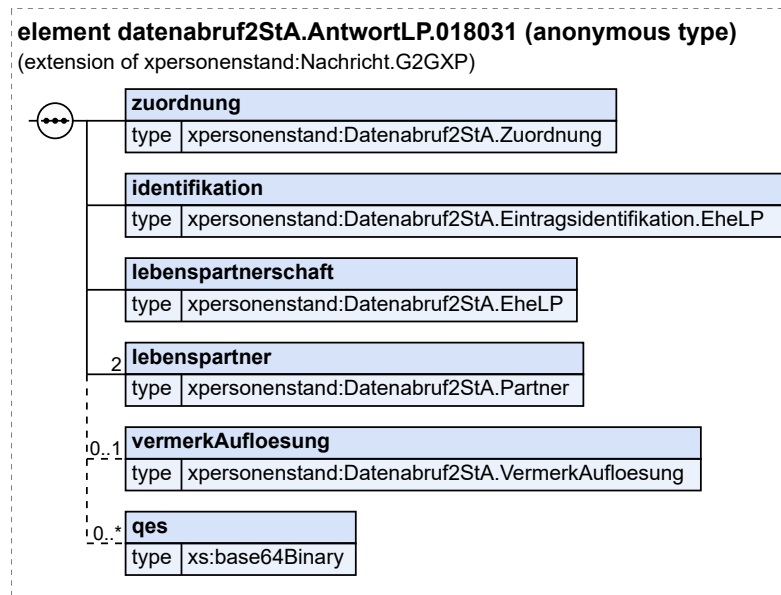 element datenabruf2StA.AntwortLP.018031 (anonymous type)
(extension of xpersonenstand:Nachricht.G2GXP)
zuordnung
type xpersonenstand:Datenabruf2StA.Zuordnung
identifikation
type xpersonenstand:Datenabruf2StA.Eintragsidentifikation.EheLP
lebenspartnerschaft
type xpersonenstand:Datenabruf2StA.EheLP
2 lebenspartner
type xpersonenstand:Datenabruf2StA.Partner
0..1 vermerkAufloesung
type xpersonenstand:Datenabruf2StA.VermerkAufloesung
0..* qes
type xs:base64Binary